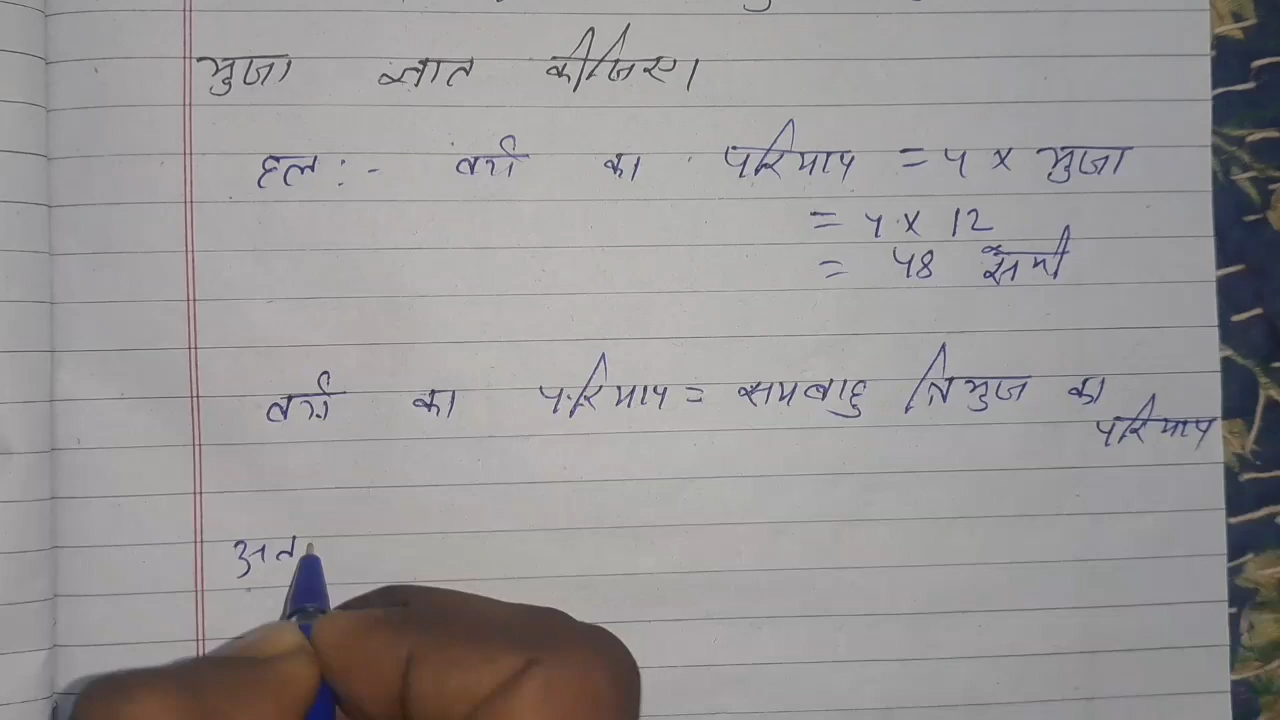 भुजा ज्ञात कीजिए।
हल:- वर्ग का परिमाप = 4 x भुजा
= 4 x 12
= 48 सेमी
वर्ग का परिमाप = समबाहु त्रिभुज का
परिमाप
अत